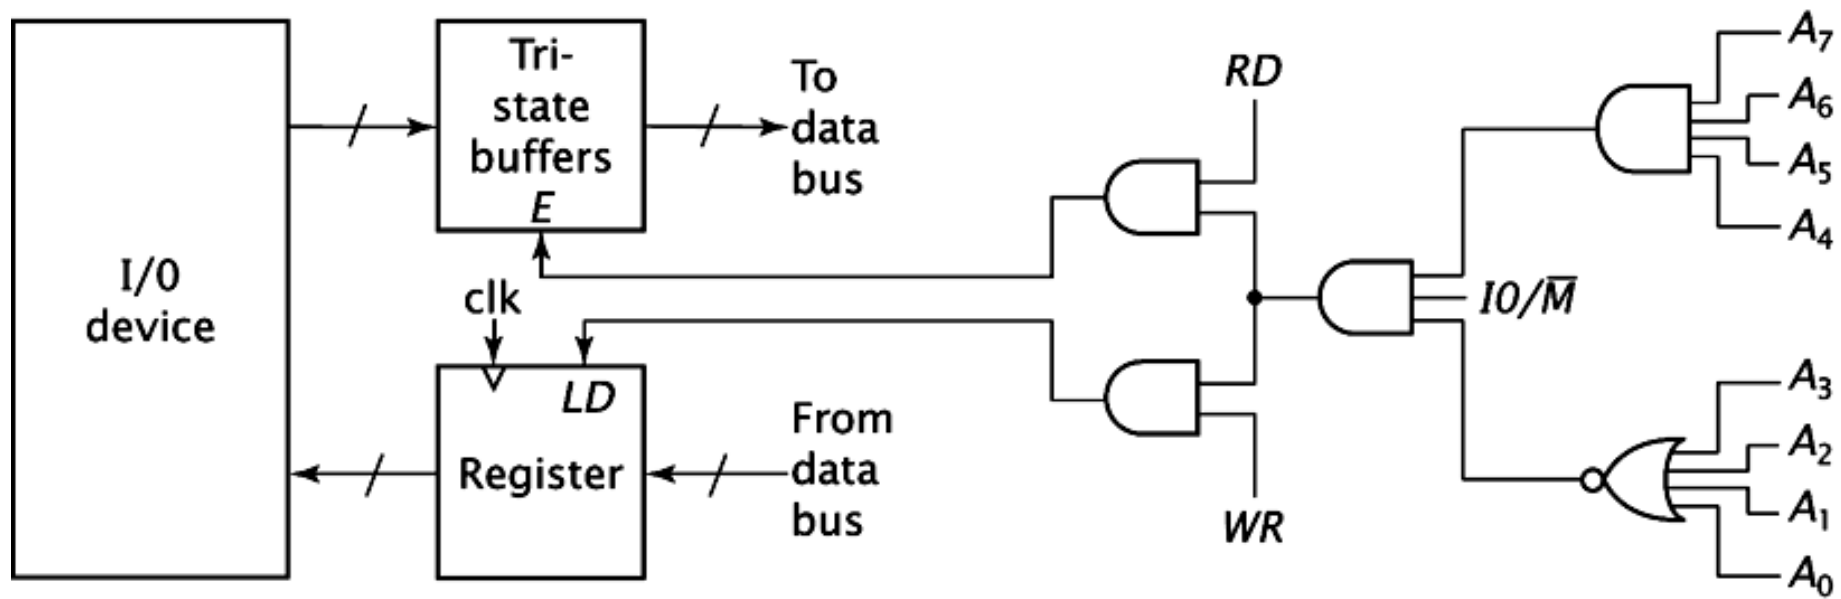 I/0
device
Tri-
state
buffers
E
To
data
bus
clk
LD
Register
From
data
bus
RD
WR
IO/M̅
A₇
A₆
A₅
A₄
A₃
A₂
A₁
A₀